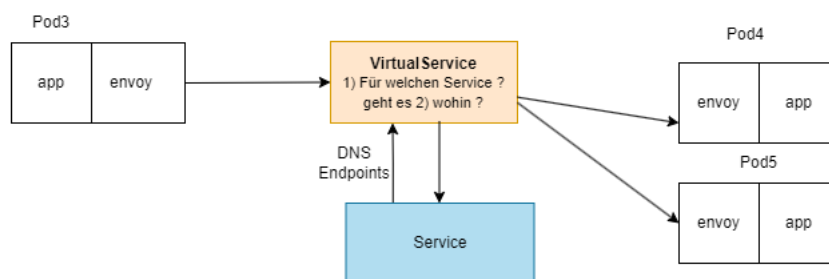 Pod3
app
envoy
VirtualService
1) Für welchen Service ?
geht es 2) wohin ?
Pod4
envoy
app
DNS
Endpoints
Pod5
envoy
app
Service